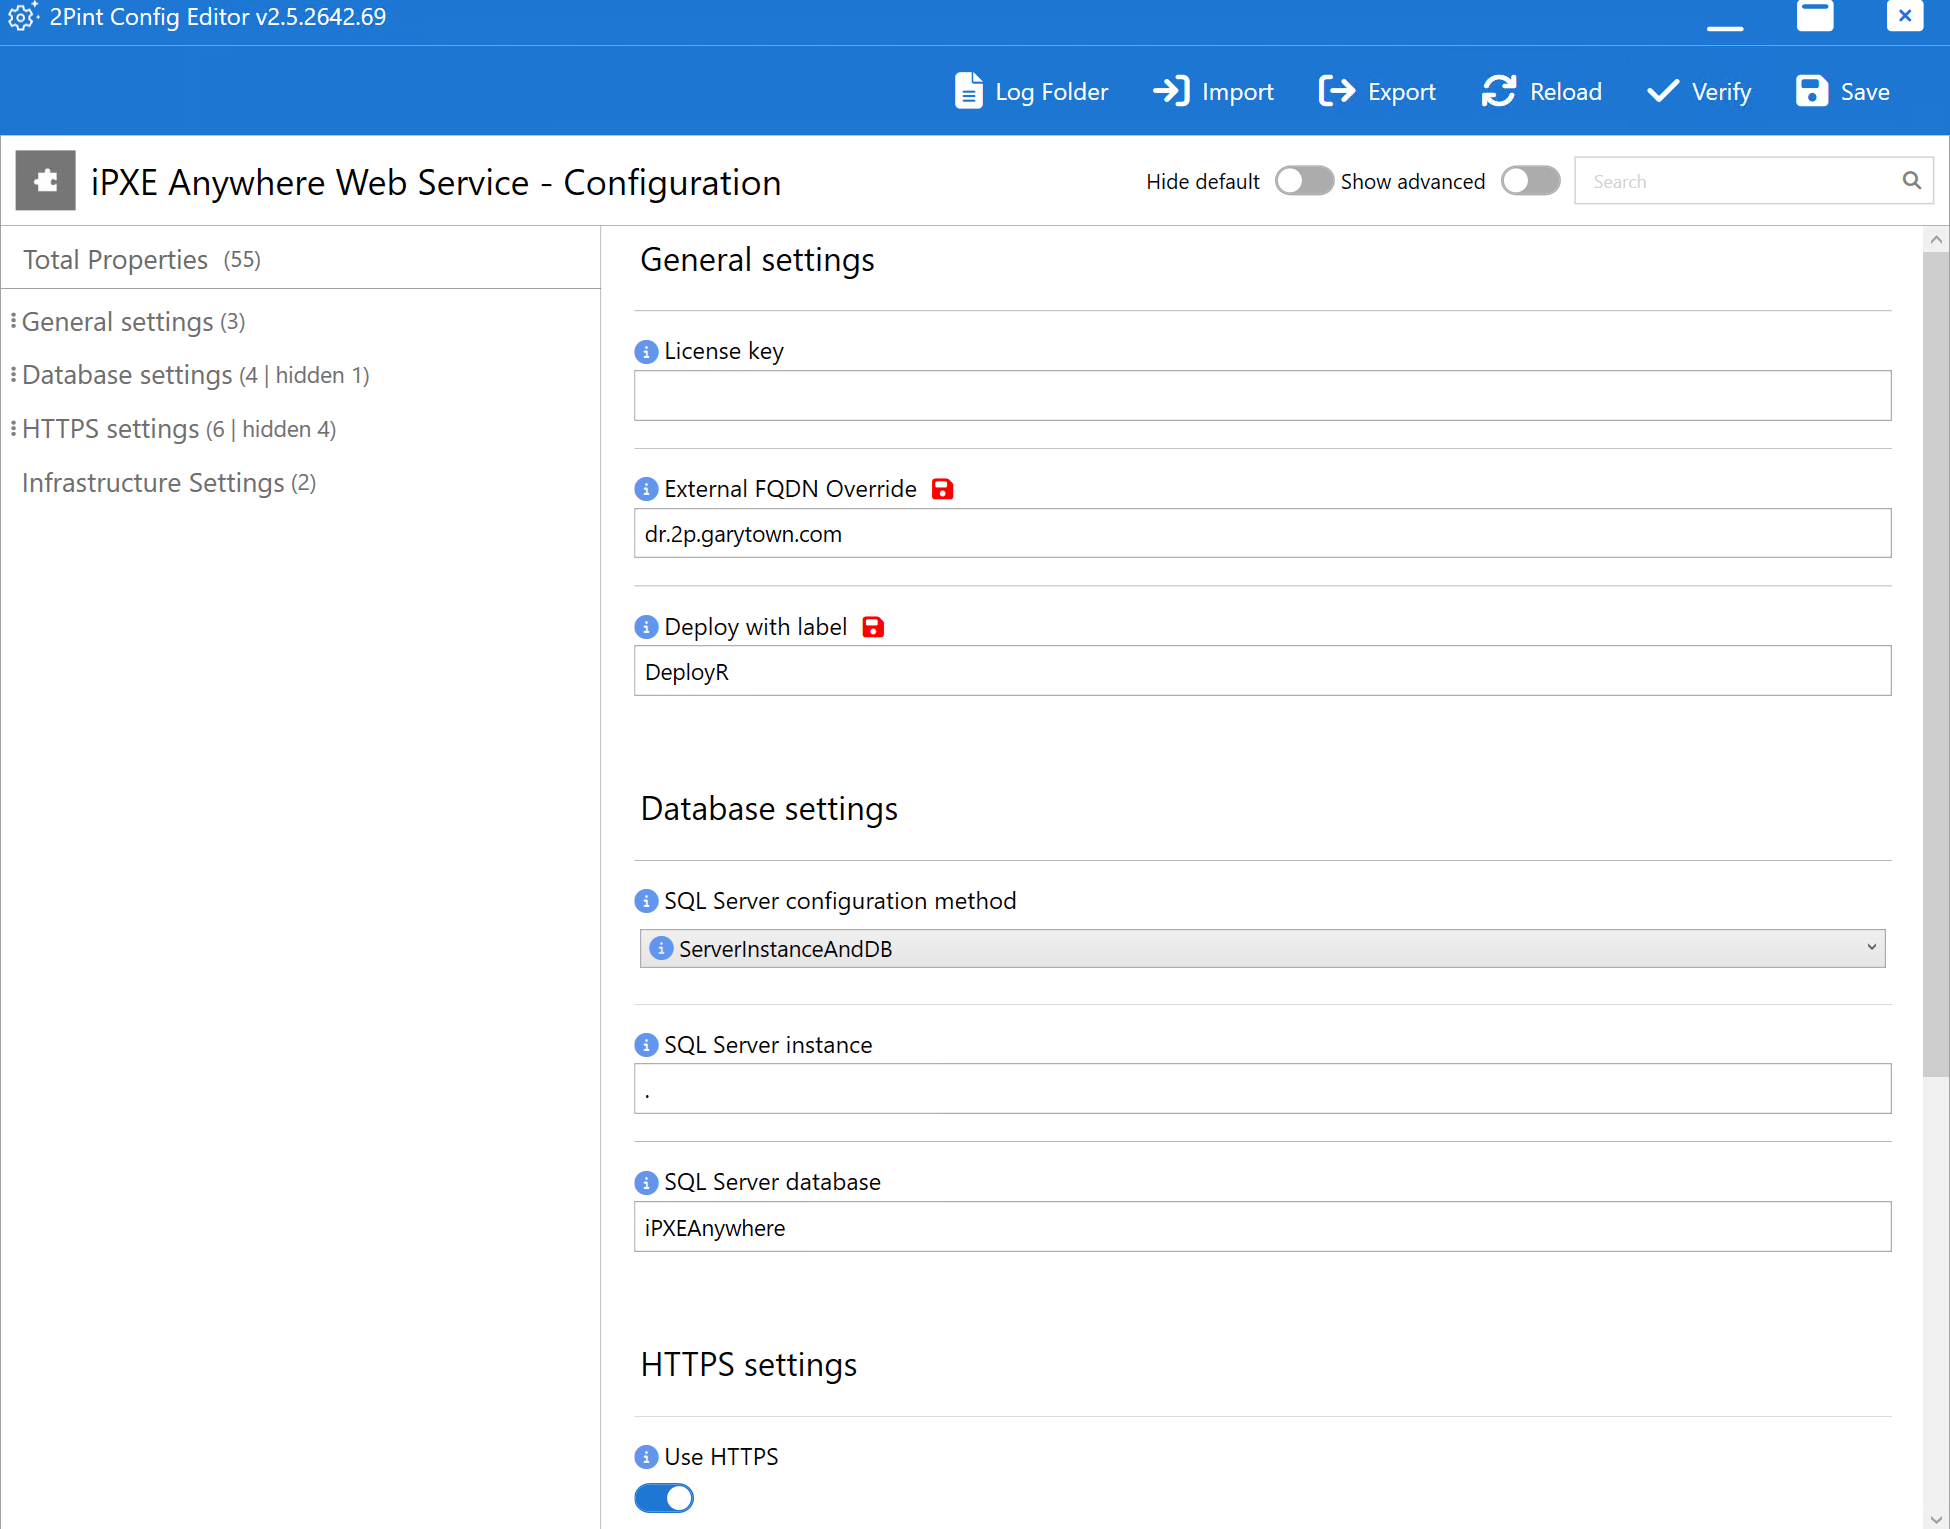 2Pint Config Editor v2.5.2642.69
Log Folder
Import
Export
Reload
Verify
Save
iPXE Anywhere Web Service - Configuration
Hide default
Show advanced
Search
Total Properties (55)
General settings (3)
Database settings (4 | hidden 1)
HTTPS settings (6 | hidden 4)
Infrastructure Settings (2)
General settings
License key
External FQDN Override
dr.2p.garytown.com
Deploy with label
DeployR
Database settings
SQL Server configuration method
ServerInstanceAndDB
SQL Server instance
.
SQL Server database
iPXEAnywhere
HTTPS settings
Use HTTPS